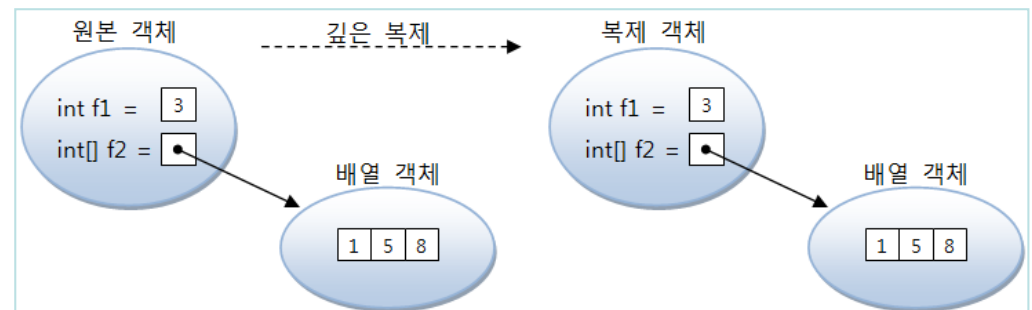 원본 객체
깊은 복제
복제 객체
int f1 = 3
int[] f2 =
배열 객체
1 5 8
int f1 = 3
int[] f2 =
배열 객체
1 5 8